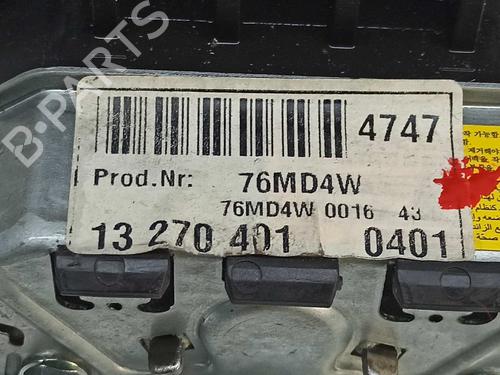 B-PARTS
4747
Prod.Nr: 76MD4W
76MD4W 0016 43
13 270 401 0401